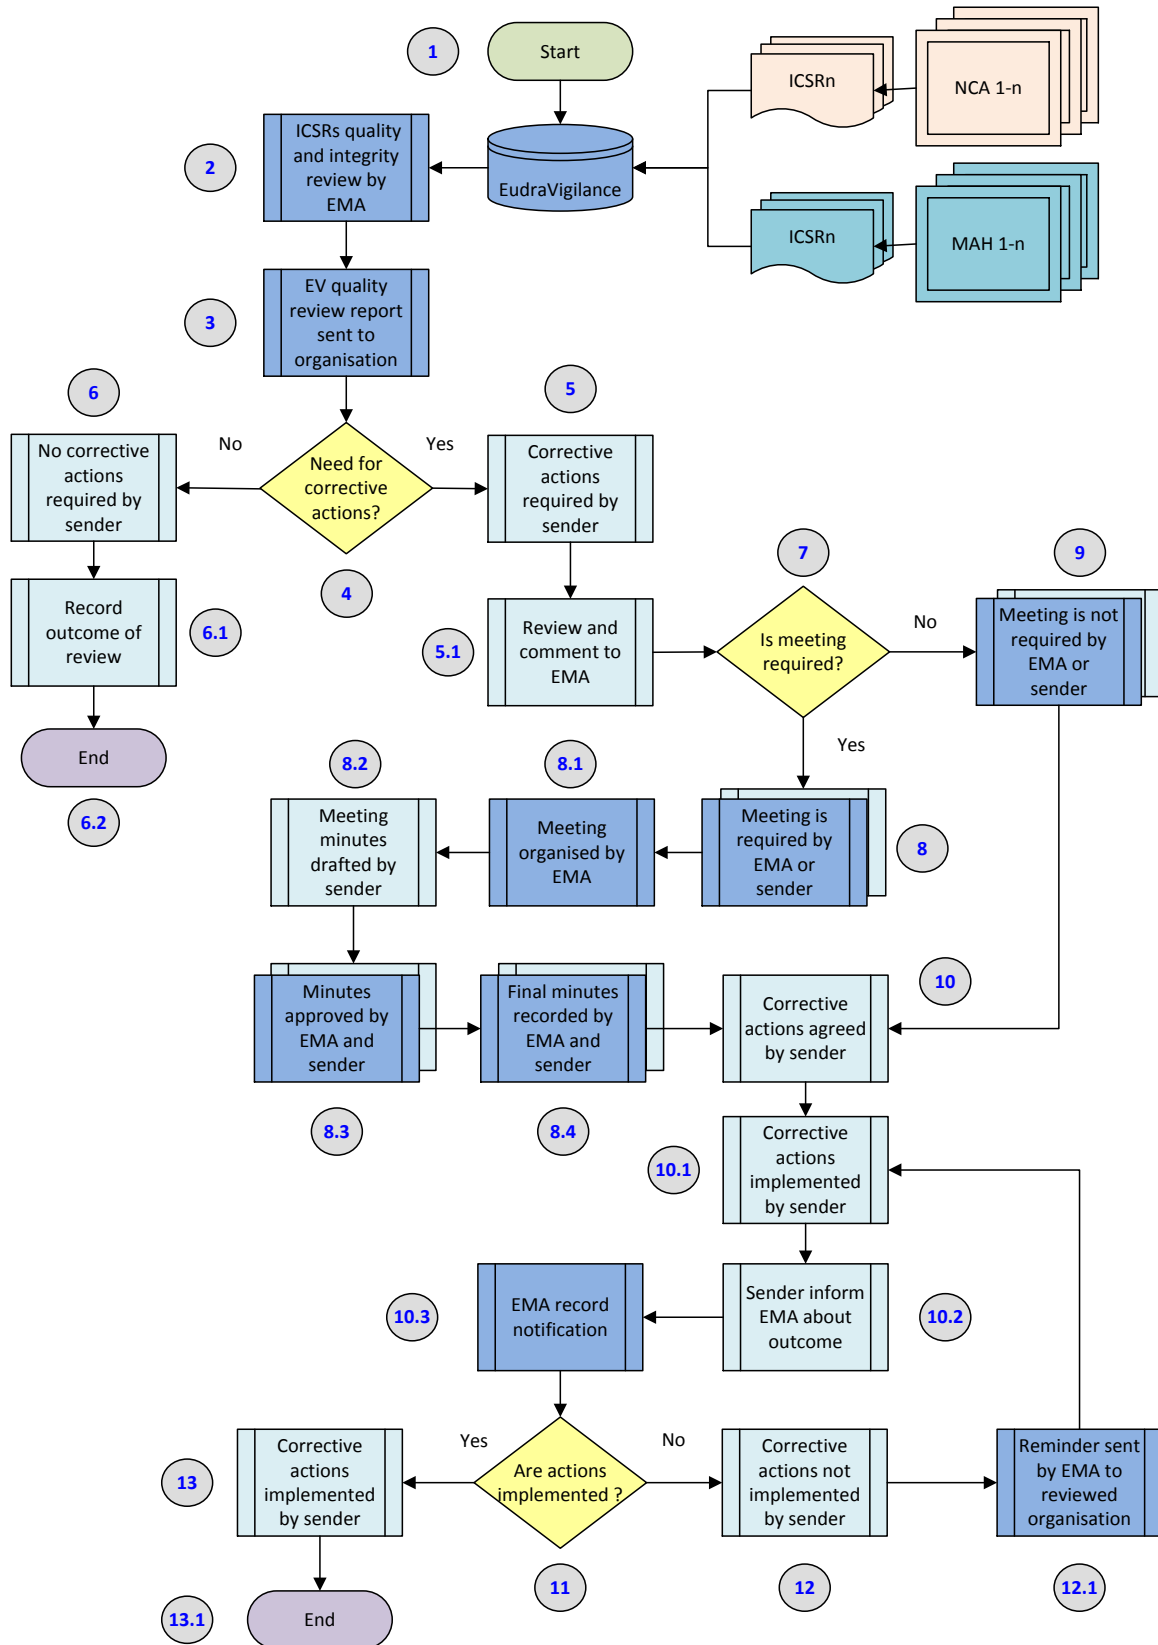 1
Start
ICSRn
NCA 1-n
2
ICSRs quality
and integrity
review by
EMA
EudraVigilance
ICSRn
MAH 1-n
3
EV quality
review report
sent to
organisation
6
5
No
Yes
No corrective
actions
required by
sender
Need for
corrective
actions?
Corrective
actions
required by
sender
4
7
9
Record
outcome of
review
6.1
5.1
Review and
comment to
EMA
Is meeting
required?
No
Meeting is not
required by
EMA or
sender
End
6.2
Yes
8.2
8.1
Meeting
minutes
drafted by
sender
Meeting
organised by
EMA
Meeting is
required by
EMA or
sender
8
Minutes
approved by
EMA and
sender
Final minutes
recorded by
EMA and
sender
Corrective
actions agreed
by sender
10
8.3
8.4
10.1
Corrective
actions
implemented
by sender
10.3
EMA record
notification
Sender inform
EMA about
outcome
10.2
Yes
No
13
Corrective
actions
implemented
by sender
Are actions
implemented ?
Corrective
actions not
implemented
by sender
Reminder sent
by EMA to
reviewed
organisation
11
12
12.1
13.1
End